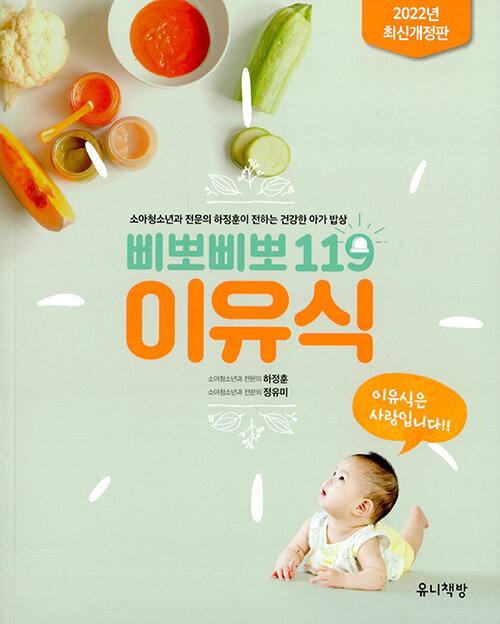 2022년
최신개정판
소아청소년과 전문의 하정훈이 전하는 건강한 아가 밥상
삐뽀삐뽀 119
이유식
소아청소년과 전문의 하정훈
소아청소년과 전문의 정유미
이유식은
사랑입니다!!
유니책방